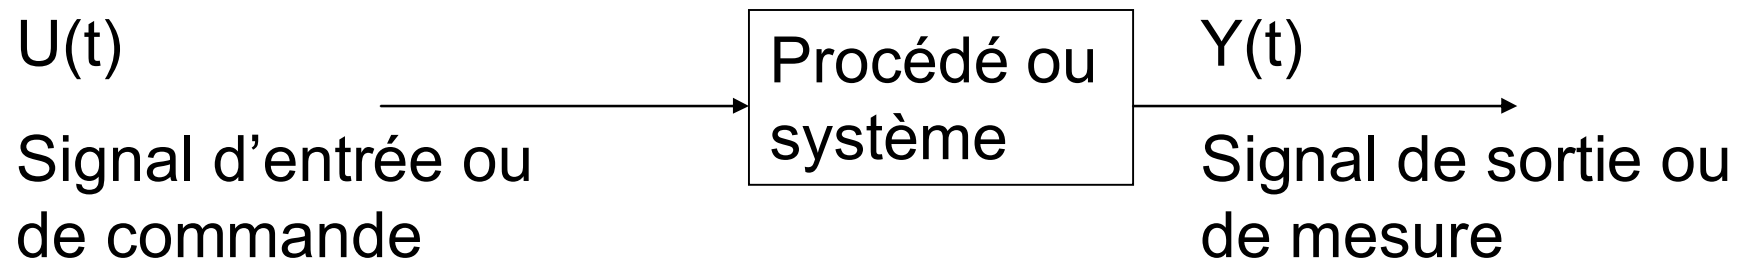 U(t)
Signal d’entrée ou
de commande
Procédé ou
système
Y(t)
Signal de sortie ou
de mesure